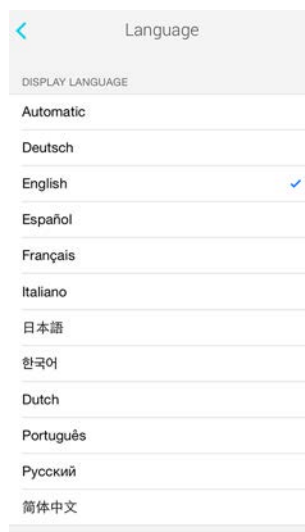 Language
DISPLAY LANGUAGE
Automatic
Deutsch
English
Español
Français
Italiano
日本語
한국어
Dutch
Português
Русский
简体中文